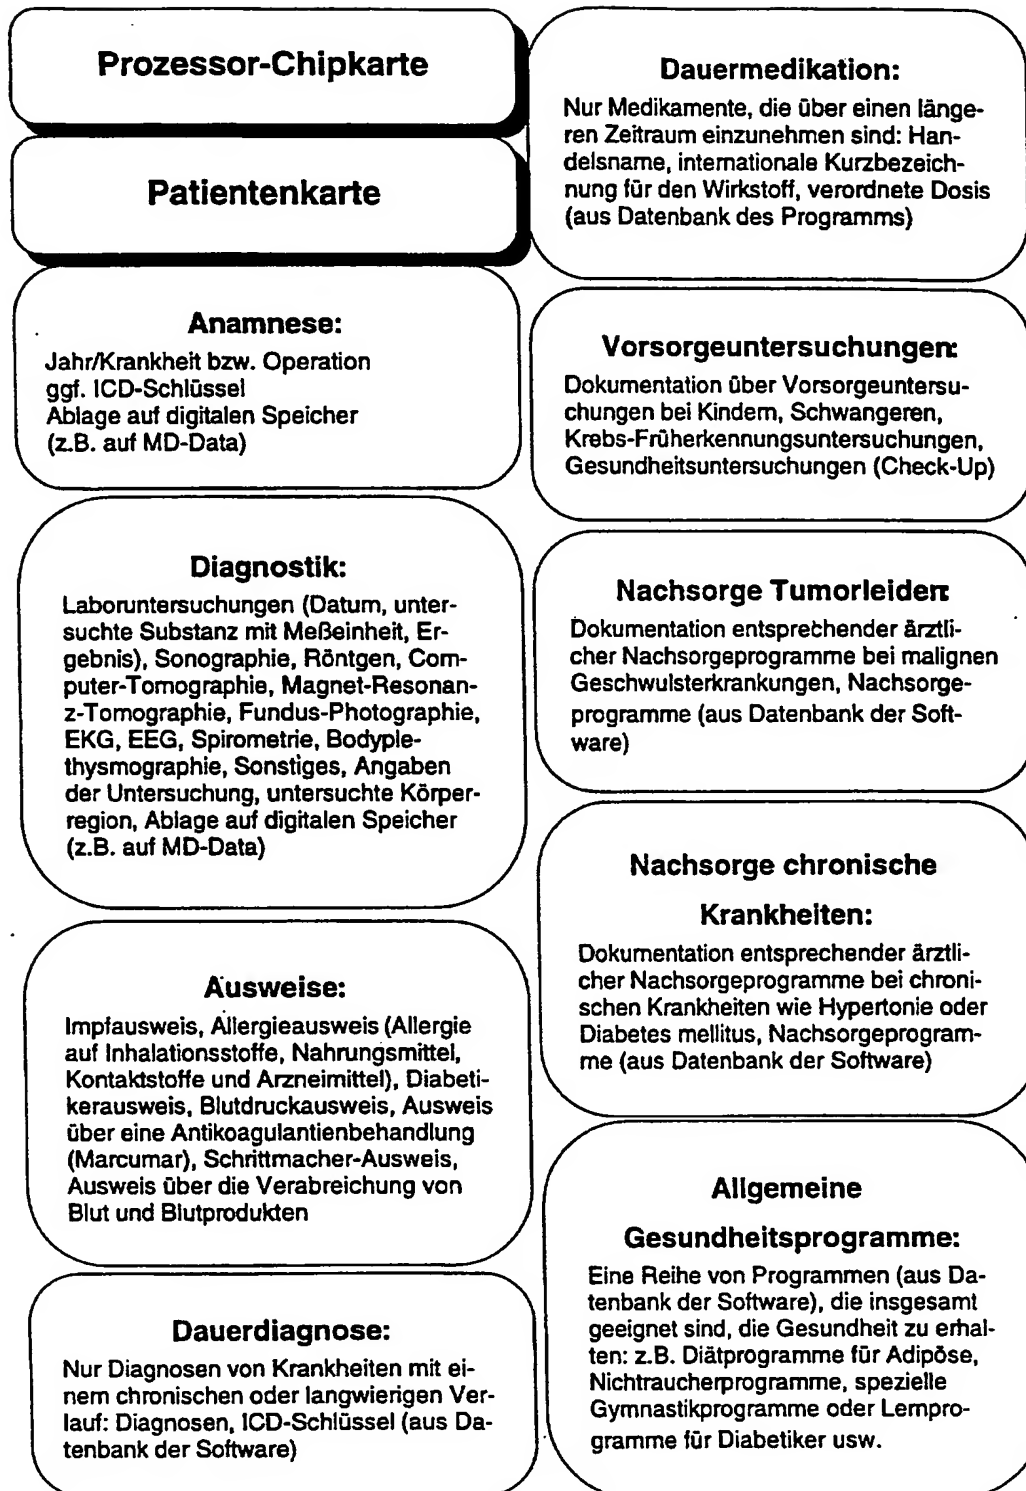 Prozessor-Chipkarte
Patientenkarte
Anamnese:
Jahr/Krankheit bzw. Operation
ggf. ICD-Schlüssel
Ablage auf digitalen Speicher
(z.B. auf MD-Data)
Diagnostik:
Laboruntersuchungen (Datum, unter-
suchte Substanz mit Meßeinheit, Er-
gebnis), Sonographie, Röntgen, Com-
puter-Tomographie, Magnet-Resonan-
z-Tomographie, Fundus-Photographie,
EKG, EEG, Spirometrie, Bodyple-
thysmographie, Sonstiges, Angaben
der Untersuchung, untersuchte Körper-
region, Ablage auf digitalen Speicher
(z.B. auf MD-Data)
Ausweise:
Impfausweis, Allergieausweis (Allergie
auf Inhalationsstoffe, Nahrungsmittel,
Kontaktstoffe und Arzneimittel), Diabeti-
kerausweis, Blutdruckausweis, Ausweis
über eine Antikoagulantienbehandlung
(Marcumar), Schrittmacher-Ausweis,
Ausweis über die Verabreichung von
Blut und Blutprodukten
Dauerdiagnose:
Nur Diagnosen von Krankheiten mit ei-
nem chronischen oder langwierigen Ver-
lauf: Diagnosen, ICD-Schlüssel (aus Da-
tenbank der Software)
Dauermedikation:
Nur Medikamente, die über einen länge-
ren Zeitraum einzunehmen sind: Han-
delsname, internationale Kurzbezeich-
nung für den Wirkstoff, verordnete Dosis
(aus Datenbank des Programms)
Vorsorgeuntersuchungen:
Dokumentation über Vorsorgeuntersu-
chungen bei Kindern, Schwangeren,
Krebs-Früherkennungsuntersuchungen,
Gesundheitsuntersuchungen (Check-Up)
Nachsorge Tumorleiden:
Dokumentation entsprechender ärztli-
cher Nachsorgeprogramme bei malignen
Geschwulsterkrankungen, Nachsorge-
programme (aus Datenbank der Soft-
ware)
Nachsorge chronische
Krankheiten:
Dokumentation entsprechender ärztli-
cher Nachsorgeprogramme bei chroni-
schen Krankheiten wie Hypertonie oder
Diabetes mellitus, Nachsorgeprogram-
me (aus Datenbank der Software)
Allgemeine
Gesundheitsprogramme:
Eine Reihe von Programmen (aus Da-
tenbank der Software), die insgesamt
geeignet sind, die Gesundheit zu erhal-
ten: z.B. Diätprogramme für Adipöse,
Nichtraucherprogramme, spezielle
Gymnastikprogramme oder Lernpro-
gramme für Diabetiker usw.